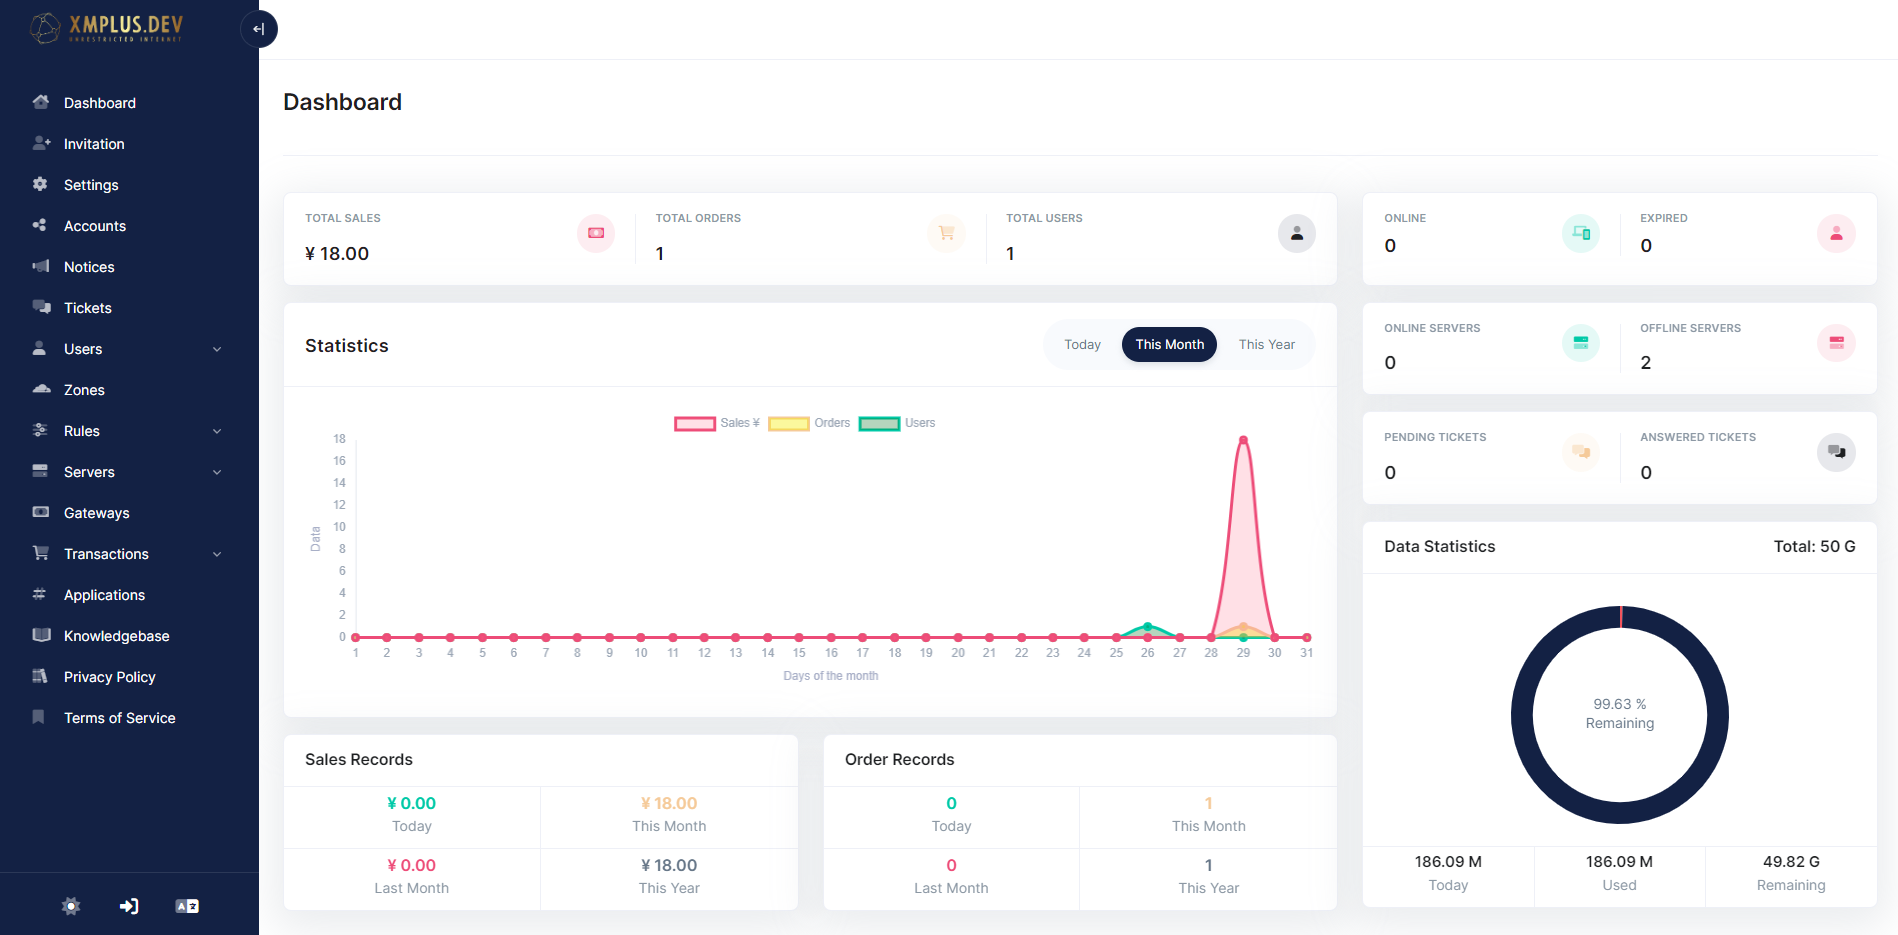 XMPLUS.DEV
UNRESTRICTED INTERNET
Dashboard
Invitation
Settings
Accounts
Notices
Tickets
Users
Zones
Rules
Servers
Gateways
Transactions
Applications
Knowledgebase
Privacy Policy
Terms of Service
A
Dashboard
TOTAL SALES
¥ 18.00
TOTAL ORDERS
1
TOTAL USERS
1
ONLINE
0
EXPIRED
0
Statistics
Today This Month This Year
Sales ¥ Orders Users
18
16
14
12
10
8
6
4
2
0
Data
1 2 3 4 5 6 7 8 9 10 11 12 13 14 15 16 17 18 19 20 21 22 23 24 25 26 27 28 29 30 31
Days of the month
ONLINE SERVERS
0
OFFLINE SERVERS
2
PENDING TICKETS
0
ANSWERED TICKETS
0
Data Statistics Total: 50 G
99.63 %
Remaining
186.09 M
Today
186.09 M
Used
49.82 G
Remaining
Sales Records
¥ 0.00
Today
¥ 18.00
This Month
¥ 0.00
Last Month
¥ 18.00
This Year
Order Records
0
Today
1
This Month
0
Last Month
1
This Year